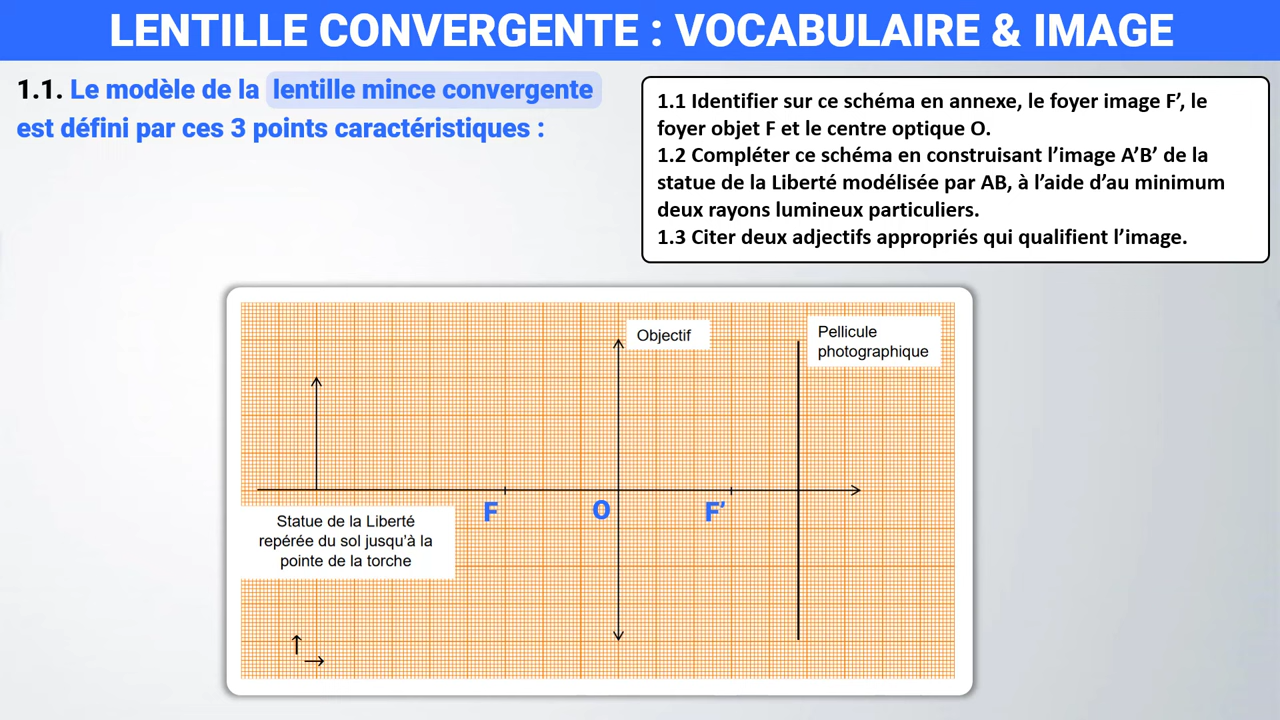 LENTILLE CONVERGENTE : VOCABULAIRE & IMAGE
1.1. Le modèle de la lentille mince convergente
est défini par ces 3 points caractéristiques :
1.1 Identifier sur ce schéma en annexe, le foyer image F’, le
foyer objet F et le centre optique O.
1.2 Compléter ce schéma en construisant l’image A’B’ de la
statue de la Liberté modélisée par AB, à l’aide d’au minimum
deux rayons lumineux particuliers.
1.3 Citer deux adjectifs appropriés qui qualifient l’image.
Objectif
Pellicule
photographique
F
O
F’
Statue de la Liberté
repérée du sol jusqu'à la
pointe de la torche